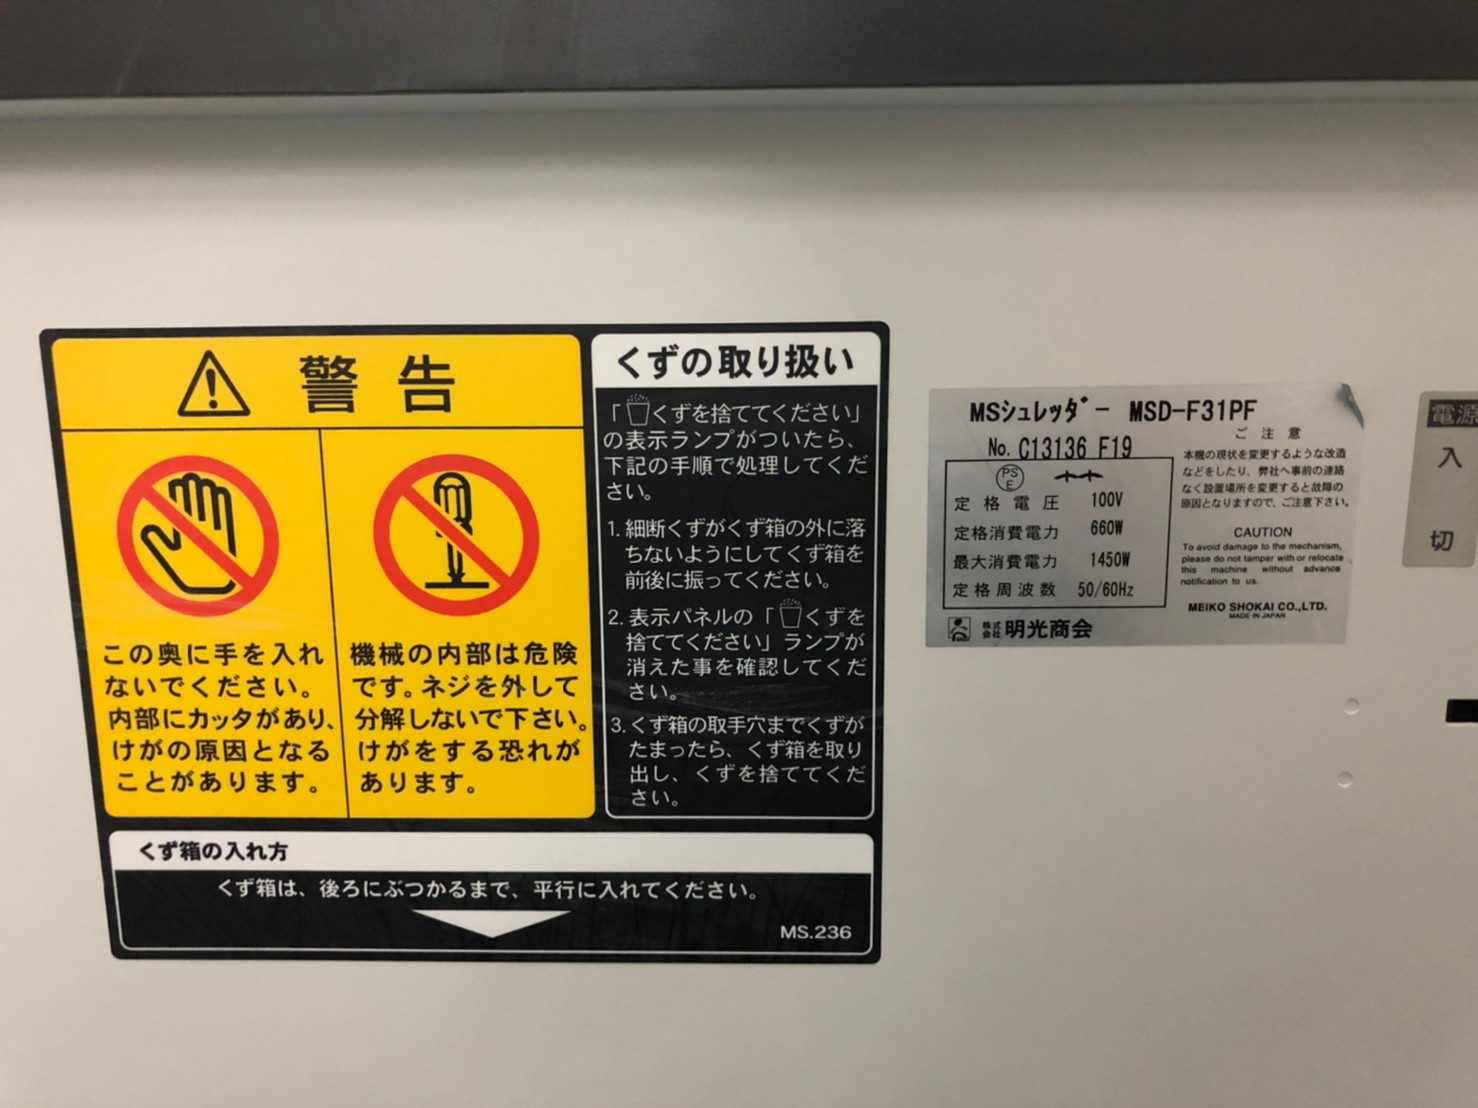 警告
この奥に手を入れ
ないでください。
内部にカッタがあり、
けがの原因となる
ことがあります。
機械の内部は危険
です。ネジを外して
分解しないで下さい。
けがをする恐れが
あります。
くずの取り扱い
「くずを捨ててください」
の表示ランプがついたら、
下記の手順で処理してくだ
さい。
1. 細断くずがくず箱の外に落
ちないようにしてくず箱を
前後に振ってください。
2. 表示パネルの「くずを
捨ててください」ランプが
消えた事を確認してくだ
さい。
3. くず箱の取手穴までくずが
たまったら、くず箱を取り
出し、くずを捨ててくだ
さい。
くず箱の入れ方
くず箱は、後ろにぶつかるまで、平行に入れてください。
MS.236
MSシュレッダー MSD-F31PF
No. C13136 F19
PS
E
定格電圧 100V
定格消費電力 660W
最大消費電力 1450W
定格周波数 50/60Hz
株式会社 明光商会
ご注意
本機の現状を変更するような改造
などをしたり、弊社へ事前の連絡
なく設置場所を変更すると故障の
原因となりますので、ご注意下さい。
CAUTION
To avoid damage to the mechanism,
please do not tamper with or relocate
this machine without advance
notification to us.
MEIKO SHOKAI CO.,LTD.
MADE IN JAPAN
電源
入
切